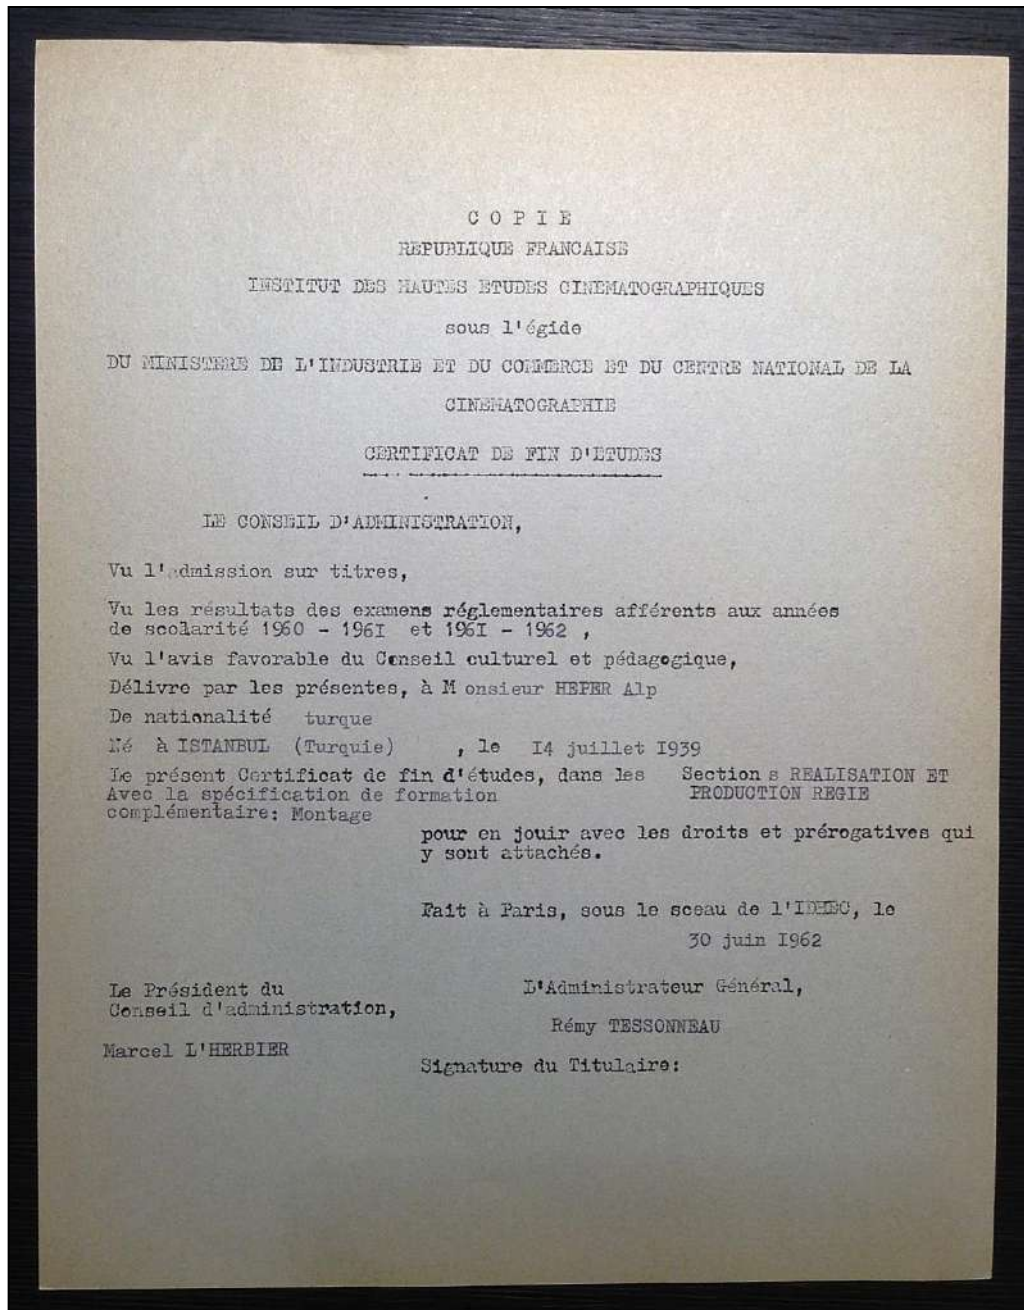 C O P I E
REPUBLIQUE FRANCAISE
INSTITUT DES HAUTES ETUDES CINEMATOGRAPHIQUES
sous l'égide
DU MINISTERE DE L'INDUSTRIE ET DU COMMERCE ET DU CENTRE NATIONAL DE LA
CINEMATOGRAPHIE
CERTIFICAT DE FIN D'ETUDES
LE CONSEIL D'ADMINISTRATION,
Vu l'admission sur titres,
Vu les résultats des examens réglementaires afférents aux années
de scolarité 1960 - 196I et 196I - 1962 ,
Vu l'avis favorable du Conseil culturel et pédagogique,
Délivre par les présentes, à M onsieur HEPER Alp
De nationalité turque
Né à ISTANBUL (Turquie) , le I4 juillet I939
Le présent Certificat de fin d'études, dans les Section s REALISATION ET
Avec la spécification de formation PRODUCTION REGIE
complémentaire: Montage
pour en jouir avec les droits et prérogatives qui
y sont attachés.
Fait à Paris, sous le sceau de l'IDHEC, le
30 juin I962
Le Président du L'Administrateur Général,
Conseil d'administration,
Rémy TESSONNEAU
Marcel L'HERBIER
Signature du Titulaire: